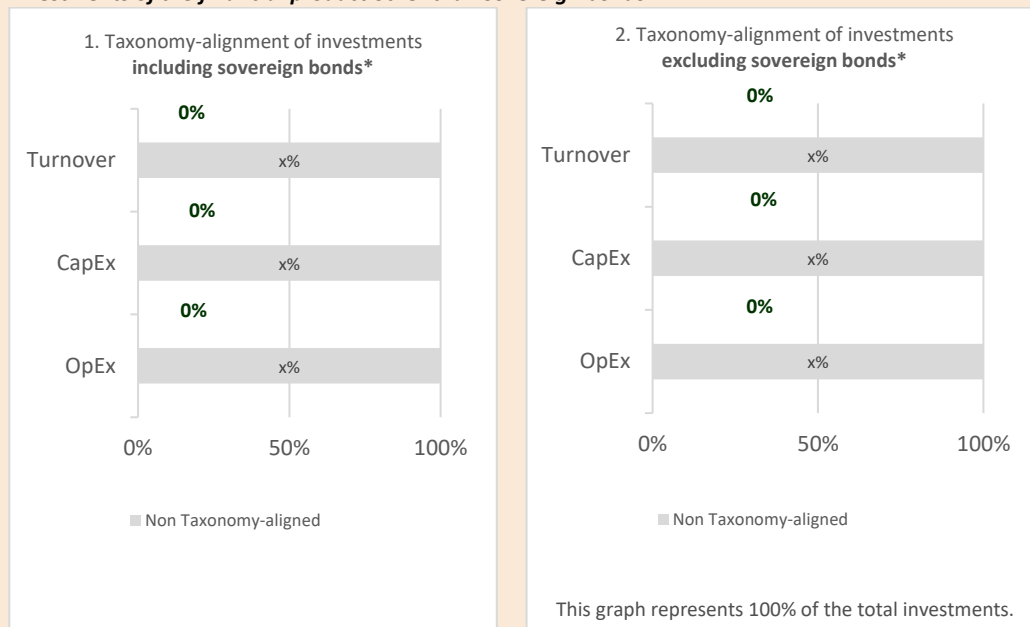 product
1. Taxonomy-alignment of investments
including sovereign bonds*
0%
Turnover
x%
0%
CapEx
x%
0%
OpEx
x%
0% 50% 100%
Non Taxonomy-aligned
2. Taxonomy-alignment of investments
excluding sovereign bonds*
0%
Turnover
x%
0%
CapEx
x%
0%
OpEx
x%
0% 50% 100%
Non Taxonomy-aligned
This graph represents 100% of the total investments.